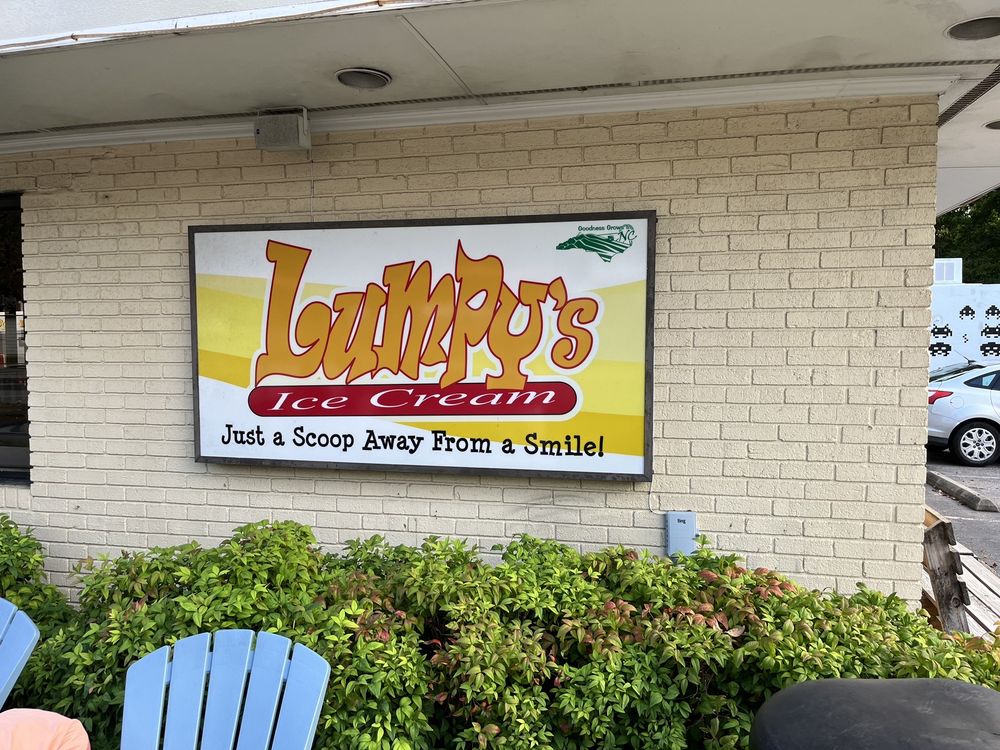 Goodness Grows in
NC
Lumpy's
Ice Cream
Just a Scoop Away From a Smile!